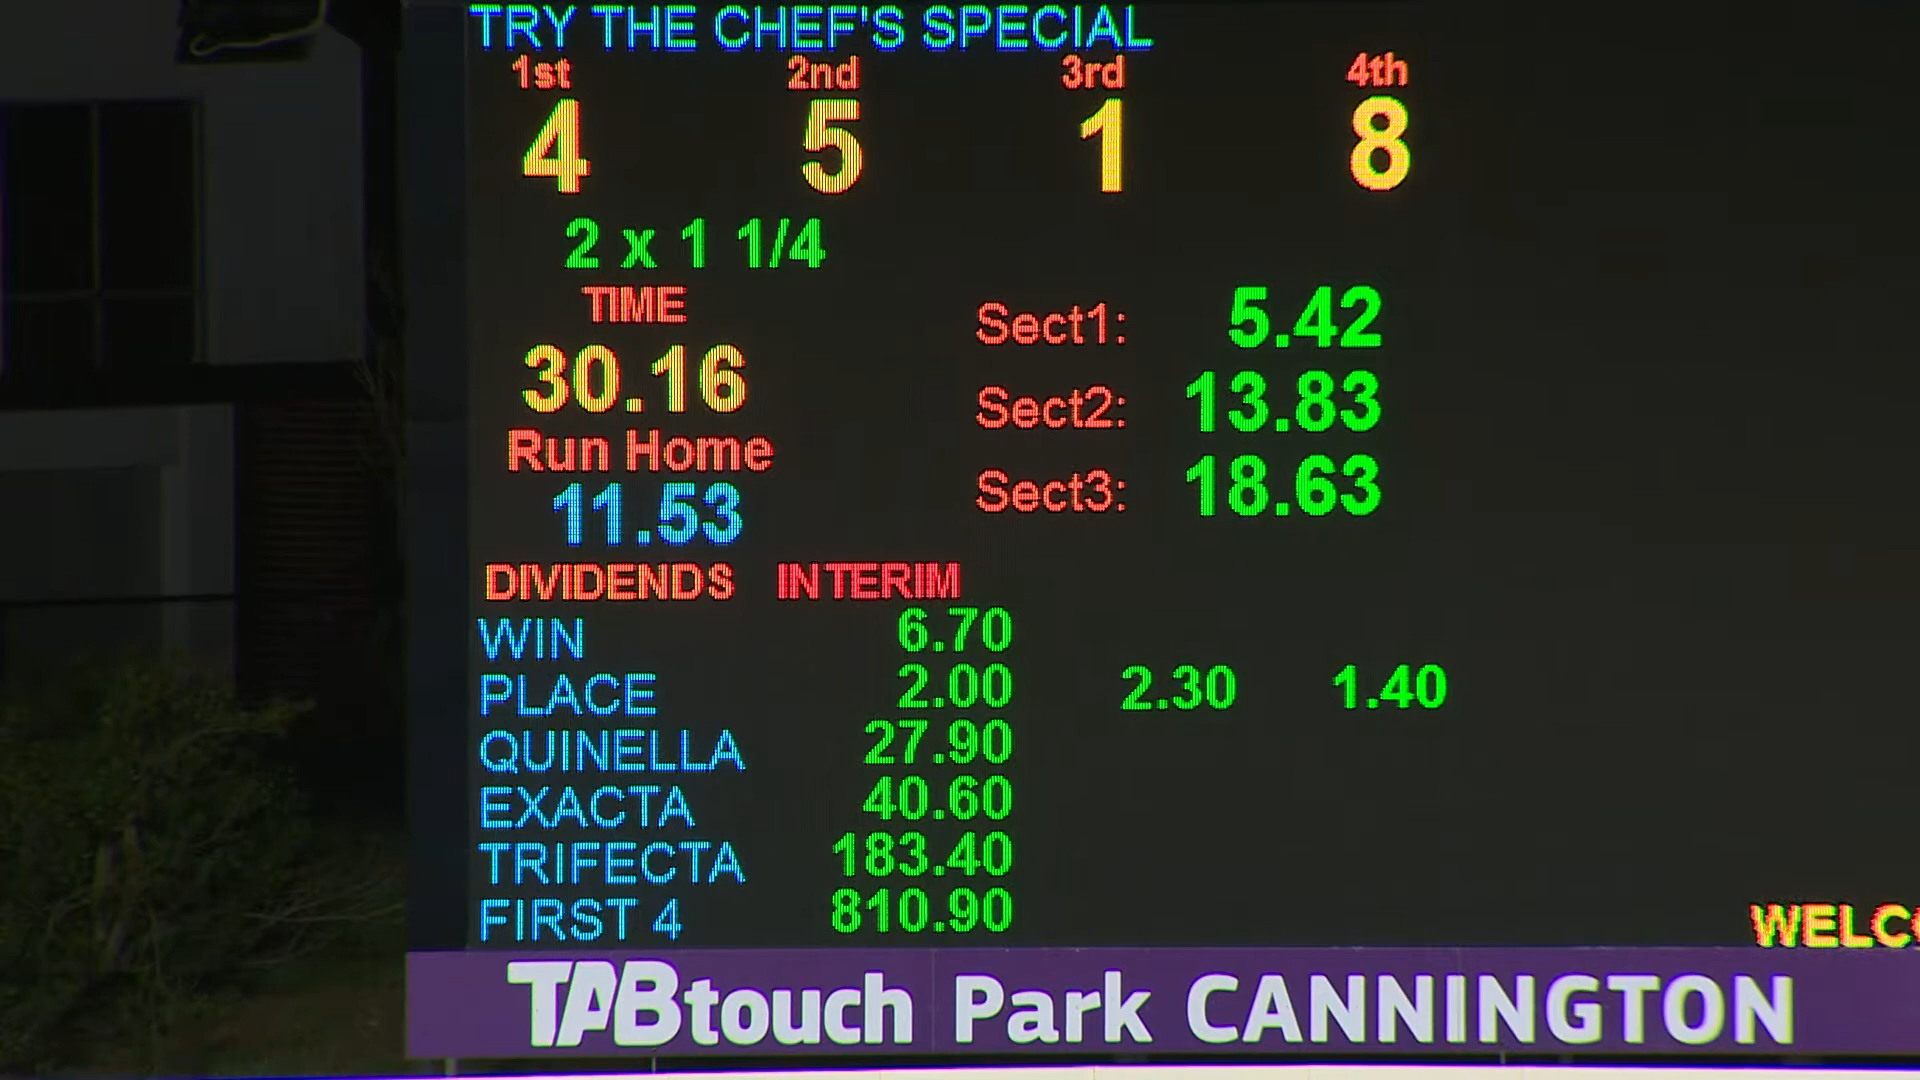 TRY THE CHEF'S SPECIAL
1st 2nd 3rd 4th
4 5 1 8
2 x 1 1/4
TIME
30.16
Run Home
11.53
Sect1: 5.42
Sect2: 13.83
Sect3: 18.63
DIVIDENDS INTERIM
WIN 6.70
PLACE 2.00 2.30 1.40
QUINELLA 27.90
EXACTA 40.60
TRIFECTA 183.40
FIRST 4 810.90
WELC
TABtouch Park CANNINGTON